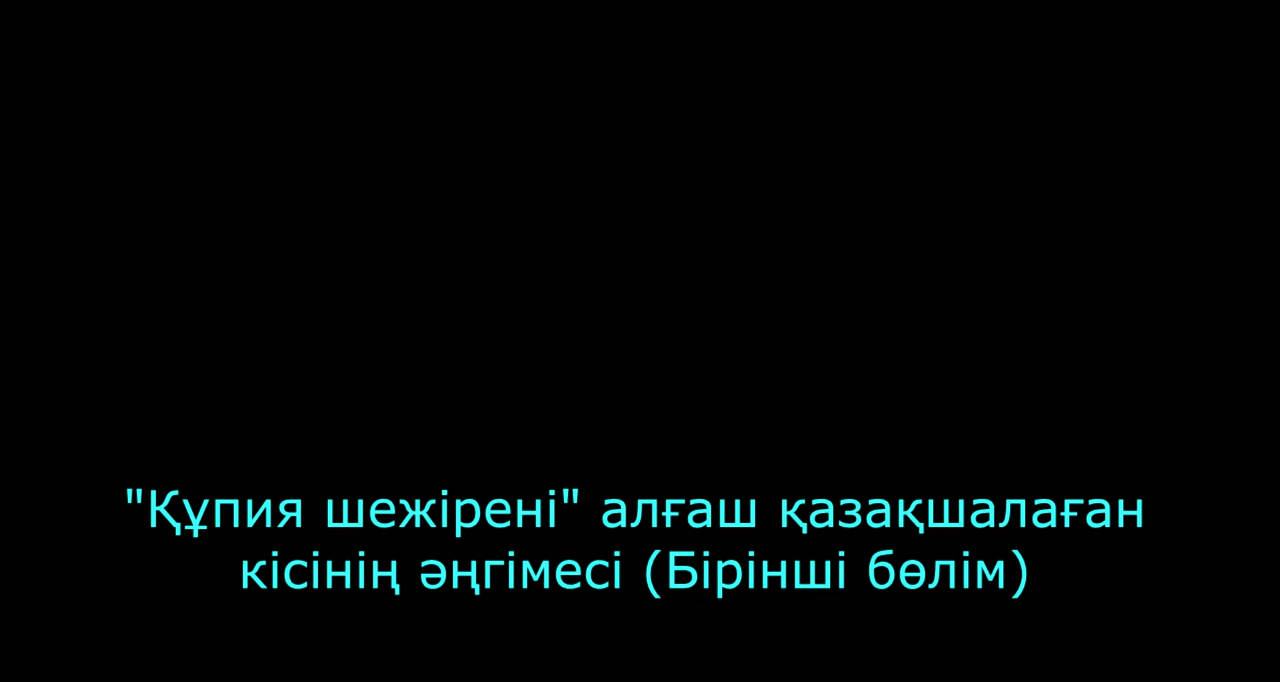 "Құпия шежірені" алғаш қазақшалаған
кісінің әңгімесі (Бірінші бөлім)